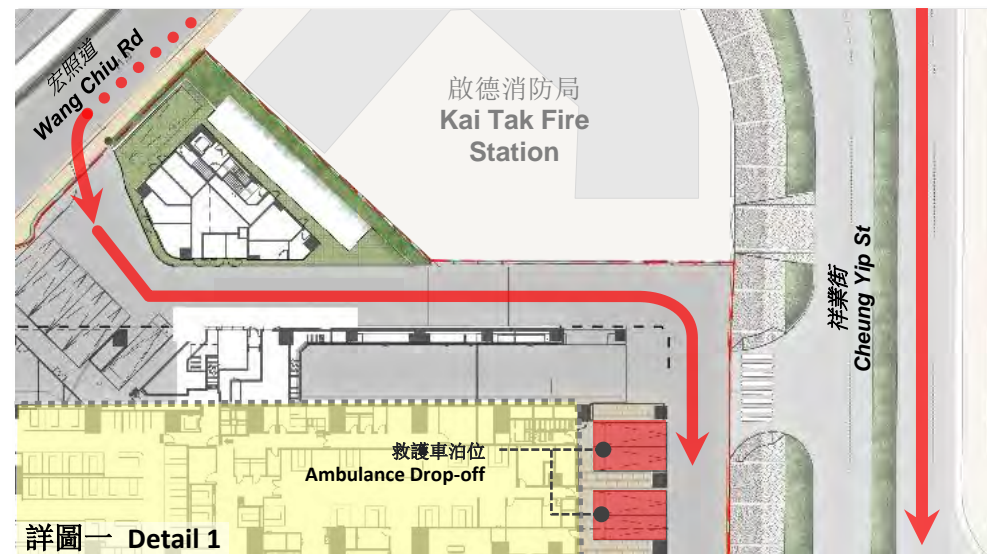 宏照道
Wang Chiu Rd
啟德消防局
Kai Tak Fire
Station
祥業街
Cheung Yip St
救護車泊位
Ambulance Drop-off
詳圖一 Detail 1